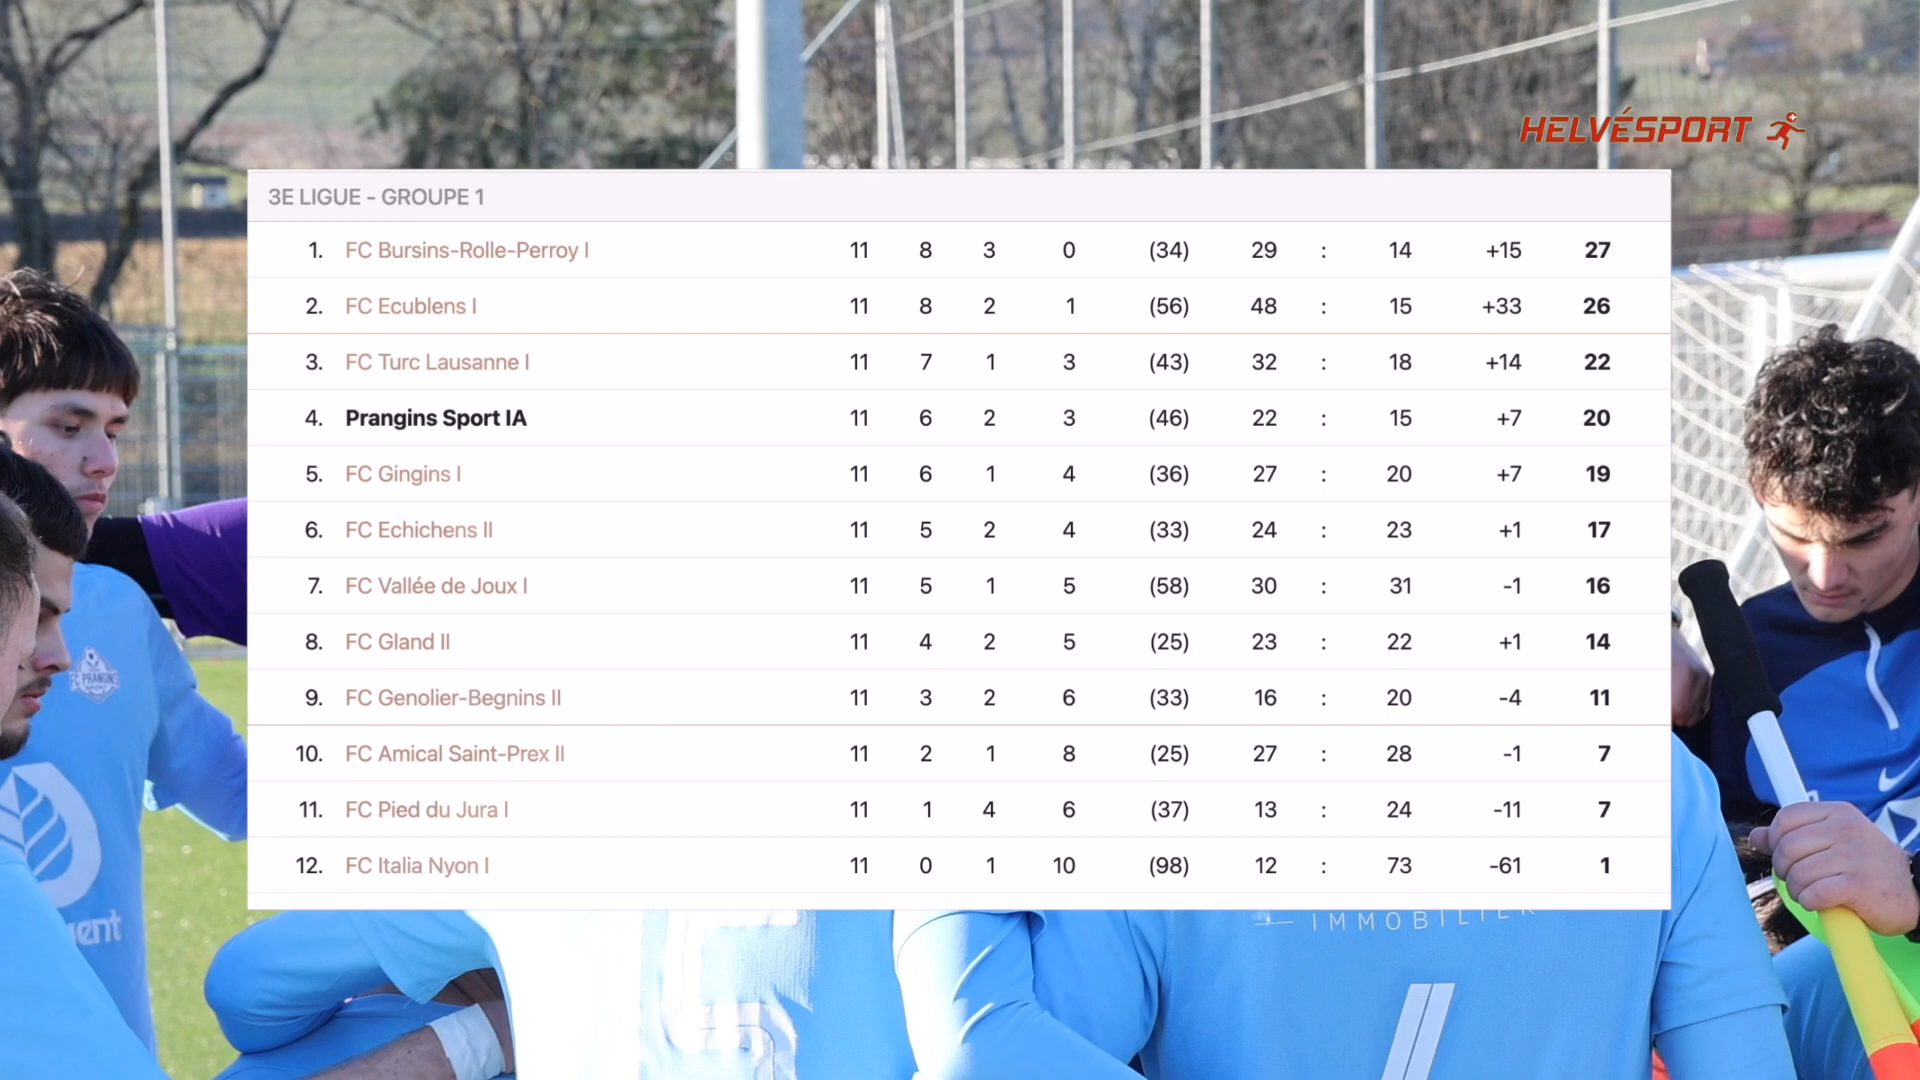 HELVÉSPORT
3E LIGUE - GROUPE 1
1. FC Bursins-Rolle-Perroy I 11 8 3 0 (34) 29 : 14 +15 27
2. FC Ecublens I 11 8 2 1 (56) 48 : 15 +33 26
3. FC Turc Lausanne I 11 7 1 3 (43) 32 : 18 +14 22
4. Prangins Sport IA 11 6 2 3 (46) 22 : 15 +7 20
5. FC Gingins I 11 6 1 4 (36) 27 : 20 +7 19
6. FC Echichens II 11 5 2 4 (33) 24 : 23 +1 17
7. FC Vallée de Joux I 11 5 1 5 (58) 30 : 31 -1 16
8. FC Gland II 11 4 2 5 (25) 23 : 22 +1 14
9. FC Genolier-Begnins II 11 3 2 6 (33) 16 : 20 -4 11
10. FC Amical Saint-Prex II 11 2 1 8 (25) 27 : 28 -1 7
11. FC Pied du Jura I 11 1 4 6 (37) 13 : 24 -11 7
12. FC Italia Nyon I 11 0 1 10 (98) 12 : 73 -61 1
FC PRANGINS
IMMOBILIER